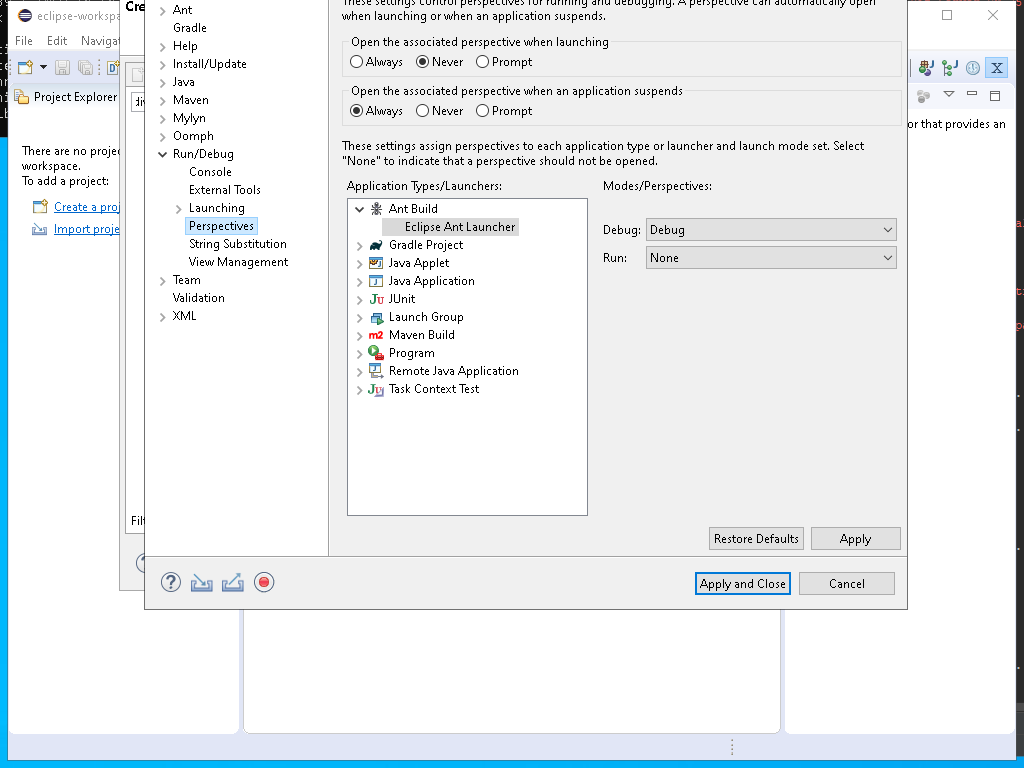 eclipse-workspa
File Edit Navigat
Project Explorer
There are no projec
workspace.
To add a project:
Create a proj
Import proje
Cre
Filt
Ant
Gradle
Help
Install/Update
Java
Maven
Mylyn
Oomph
Run/Debug
Console
External Tools
Launching
Perspectives
String Substitution
View Management
Team
Validation
XML
These settings control perspectives for running and debugging. A perspective can automatically open
when launching or when an application suspends.
Open the associated perspective when launching
Always Never Prompt
Open the associated perspective when an application suspends
Always Never Prompt
These settings assign perspectives to each application type or launcher and launch mode set. Select
"None" to indicate that a perspective should not be opened.
Application Types/Launchers:
Ant Build
Eclipse Ant Launcher
Gradle Project
Java Applet
Java Application
JUnit
Launch Group
Maven Build
Program
Remote Java Application
Task Context Test
Modes/Perspectives:
Debug: Debug
Run: None
Restore Defaults Apply
Apply and Close Cancel
or that provides an